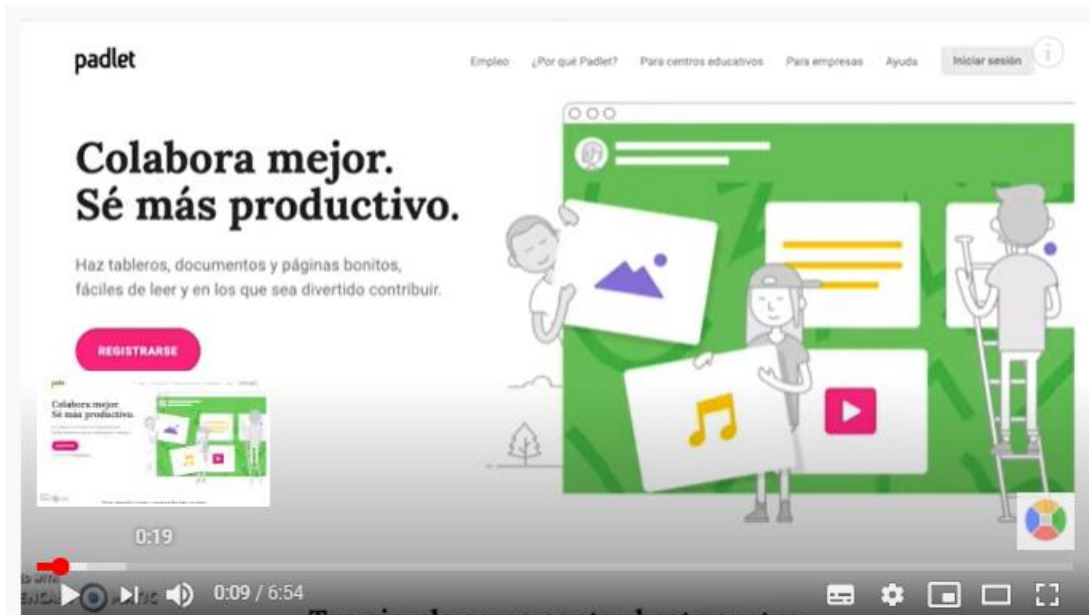 padlet
Empleo ¿Por qué Padlet? Para centros educativos Para empresas Ayuda Iniciar sesión
Colabora mejor.
Sé más productivo.
Haz tableros, documentos y páginas bonitos,
fáciles de leer y en los que sea divertido contribuir.
REGISTRARSE
padlet
Colabora mejor.
Sé más productivo.
0:19
0:09 / 6:54